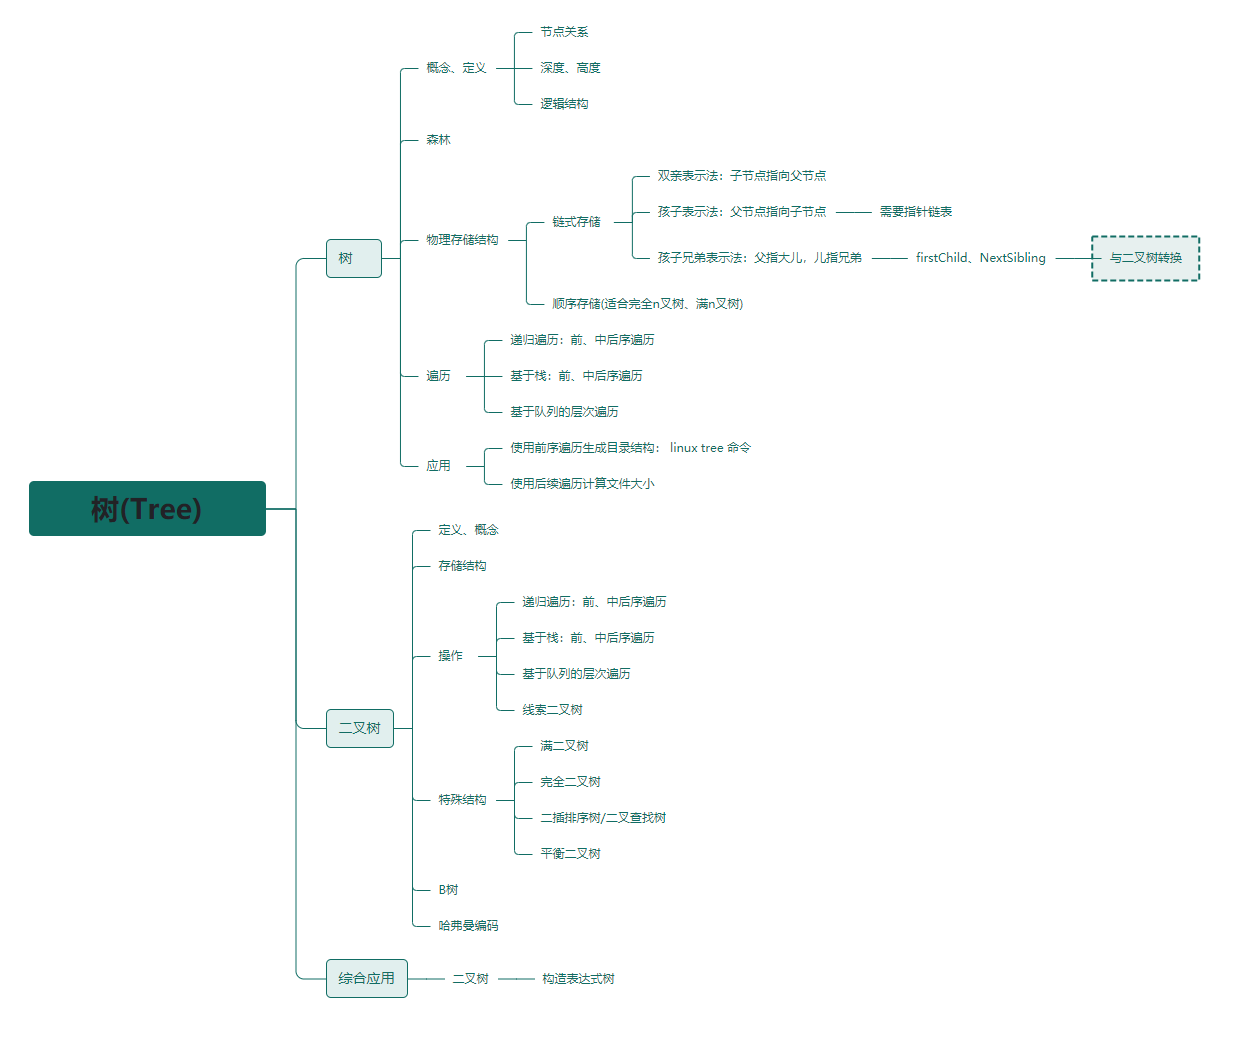 节点关系
概念、定义
深度、高度
逻辑结构
森林
双亲表示法：子节点指向父节点
链式存储
孩子表示法：父节点指向子节点
需要指针链表
物理存储结构
树
孩子兄弟表示法：父指大儿，儿指兄弟
firstChild、NextSibling
与二叉树转换
顺序存储(适合完全n叉树、满n叉树)
递归遍历：前、中后序遍历
遍历
基于栈：前、中后序遍历
基于队列的层次遍历
使用前序遍历生成目录结构： linux tree 命令
应用
使用后续遍历计算文件大小
树(Tree)
定义、概念
存储结构
递归遍历：前、中后序遍历
基于栈：前、中后序遍历
操作
基于队列的层次遍历
线索二叉树
二叉树
满二叉树
完全二叉树
特殊结构
二插排序树/二叉查找树
平衡二叉树
B树
哈弗曼编码
综合应用
二叉树
构造表达式树